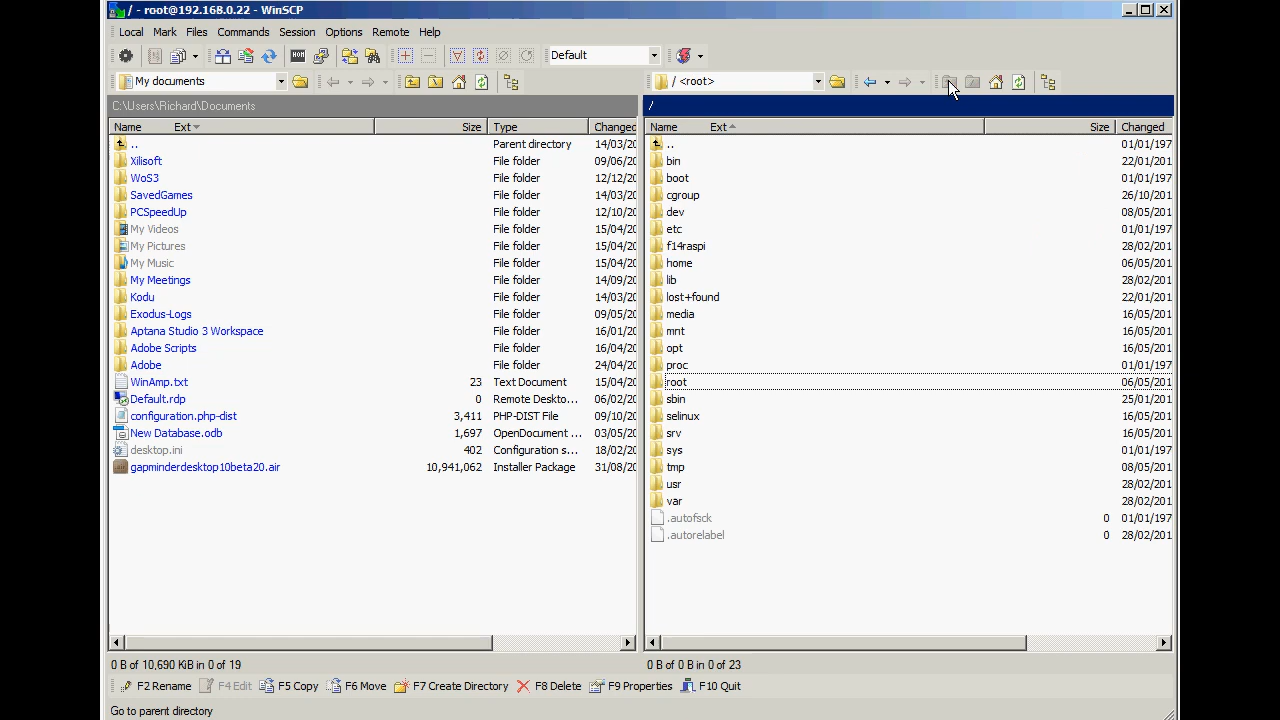 / - root@192.168.0.22 - WinSCP
Local Mark Files Commands Session Options Remote Help
Default
My documents / <root>
C:\Users\Richard\Documents /
Name Ext Size Type Changed Name Ext Size Changed
.. Parent directory 14/03/20 .. 01/01/197
Xilisoft File folder 09/06/20 bin 22/01/201
WoS3 File folder 12/12/20 boot 01/01/197
SavedGames File folder 14/03/20 cgroup 26/10/201
PCSpeedUp File folder 12/10/20 dev 08/05/201
My Videos File folder 15/04/20 etc 01/01/197
My Pictures File folder 15/04/20 f14raspi 28/02/201
My Music File folder 15/04/20 home 06/05/201
My Meetings File folder 14/09/20 lib 28/02/201
Kodu File folder 14/03/20 lost+found 22/01/201
Exodus-Logs File folder 09/05/20 media 16/05/201
Aptana Studio 3 Workspace File folder 16/01/20 mnt 16/05/201
Adobe Scripts File folder 16/04/20 opt 16/05/201
Adobe File folder 24/04/20 proc 01/01/197
WinAmp.txt 23 Text Document 15/04/20 root 06/05/201
Default.rdp 0 Remote Deskto... 06/02/20 sbin 25/01/201
configuration.php-dist 3,411 PHP-DIST File 09/10/20 selinux 16/05/201
New Database.odb 1,697 OpenDocument ... 03/05/20 srv 16/05/201
desktop.ini 402 Configuration s... 18/02/20 sys 01/01/197
gapminderdesktop10beta20.air 10,941,062 Installer Package 31/08/20 tmp 08/05/201
usr 28/02/201
var 28/02/201
.autofsck 0 01/01/197
.autorelabel 0 28/02/201
0 B of 10,690 KiB in 0 of 19 0 B of 0 B in 0 of 23
F2 Rename F4 Edit F5 Copy F6 Move F7 Create Directory F8 Delete F9 Properties F10 Quit
Go to parent directory